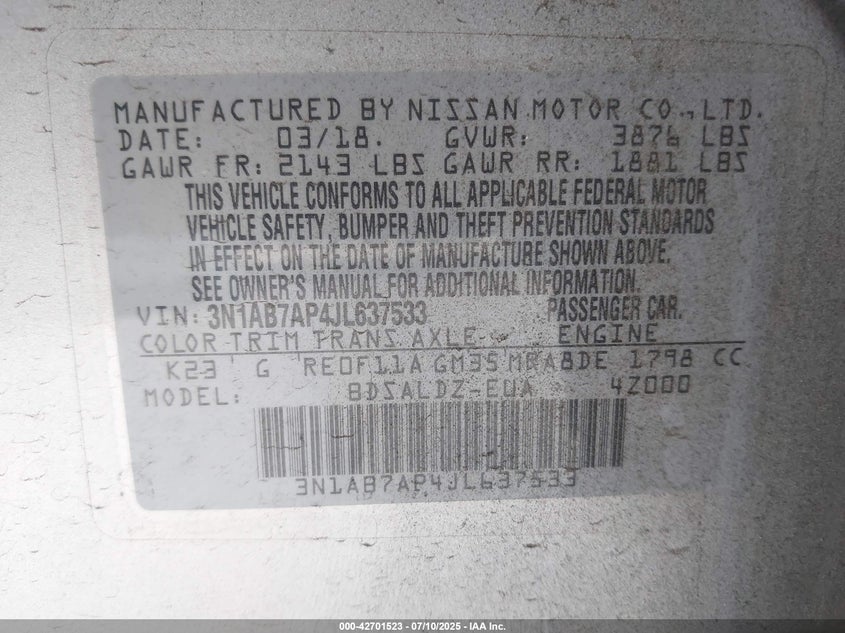 MANUFACTURED BY NISSAN MOTOR CO., LTD.
DATE: 03/18. GVWR: 3876 LBS
GAWR FR: 2143 LBS GAWR RR: 1881 LBS
THIS VEHICLE CONFORMS TO ALL APPLICABLE FEDERAL MOTOR
VEHICLE SAFETY, BUMPER AND THEFT PREVENTION STANDARDS
IN EFFECT ON THE DATE OF MANUFACTURE SHOWN ABOVE.
SEE OWNER'S MANUAL FOR ADDITIONAL INFORMATION.
VIN: 3N1AB7AP4JL637533 PASSENGER CAR.
COLOR TRIM TRANS AXLE ENGINE
K23 G RE0F11A GM35 MRA8DE 1798 CC
MODEL: BDSALDZ-EUA 4Z000
3N1AB7AP4JL637533
000-42701523 - 07/10/2025 - IAA Inc.